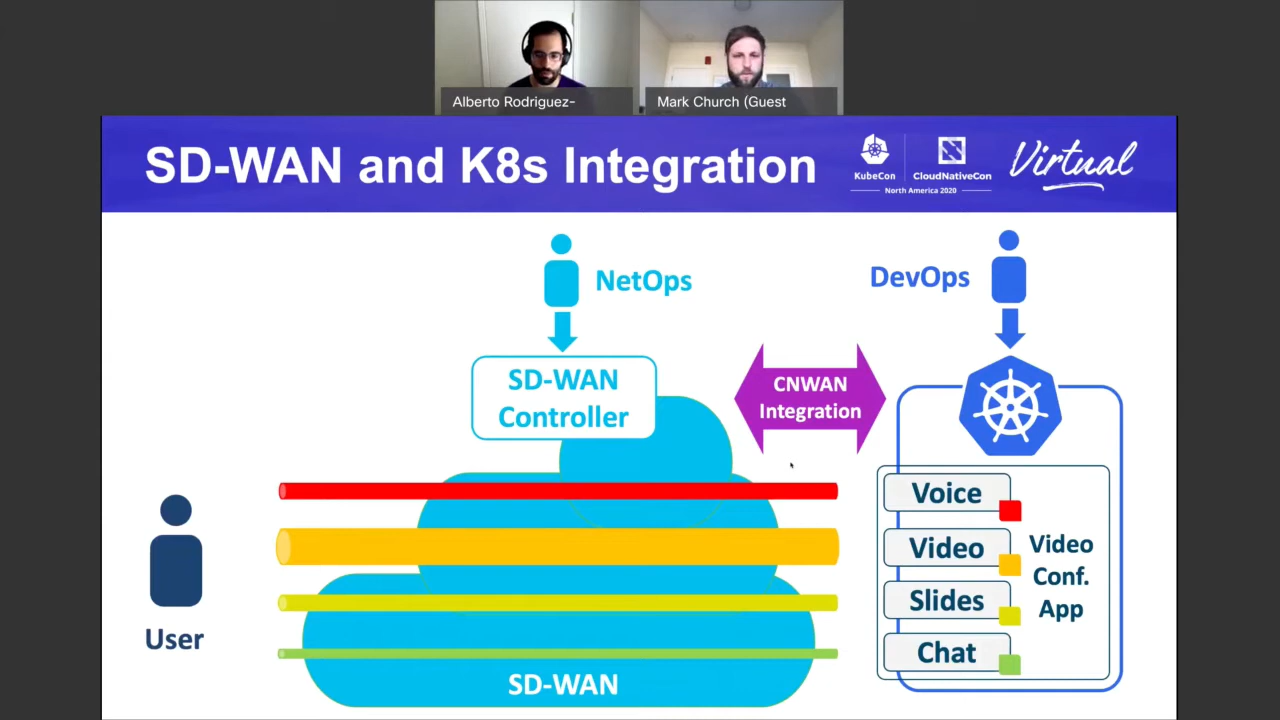 Alberto Rodriguez-
Mark Church (Guest
SD-WAN and K8s Integration
KubeCon
CloudNativeCon
North America 2020
Virtual
NetOps
DevOps
SD-WAN
Controller
CNWAN
Integration
Voice
Video
Slides
Chat
Video
Conf.
App
User
SD-WAN